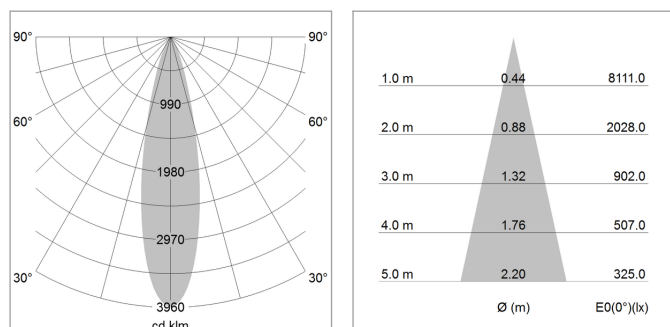 90° 90°
990
60° 60°
1980
2970
30° 30°
3960
cd klm
1.0 m 0.44 8111.0
2.0 m 0.88 2028.0
3.0 m 1.32 902.0
4.0 m 1.76 507.0
5.0 m 2.20 325.0
Ø (m) E0(0°)(lx)